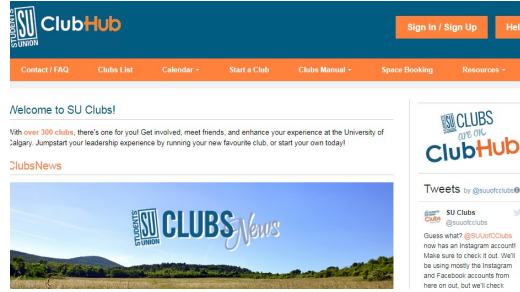 STUDENTS
SU
UNION
ClubHub
Sign In / Sign Up
Contact / FAQ
Clubs List
Calendar
Start a Club
Clubs Manual
Space Booking
Resources
Welcome to SU Clubs!
With over 300 clubs, there's one for you! Get involved, meet friends, and enhance your experience at the University of
Calgary. Jumpstart your leadership experience by running your new favourite club, or start your own today!
ClubsNews
STUDENTS
SU
UNION
CLUBS News
SU CLUBS
are on
ClubHub
Tweets by @suuofcclubs
SU Clubs
@suuofcclubs
Guess what? @SUUofCClubs
now has an Instagram account!
Make sure to check it out. We'll
be using mostly the Instagram
and Facebook accounts from
here on out, but we'll check